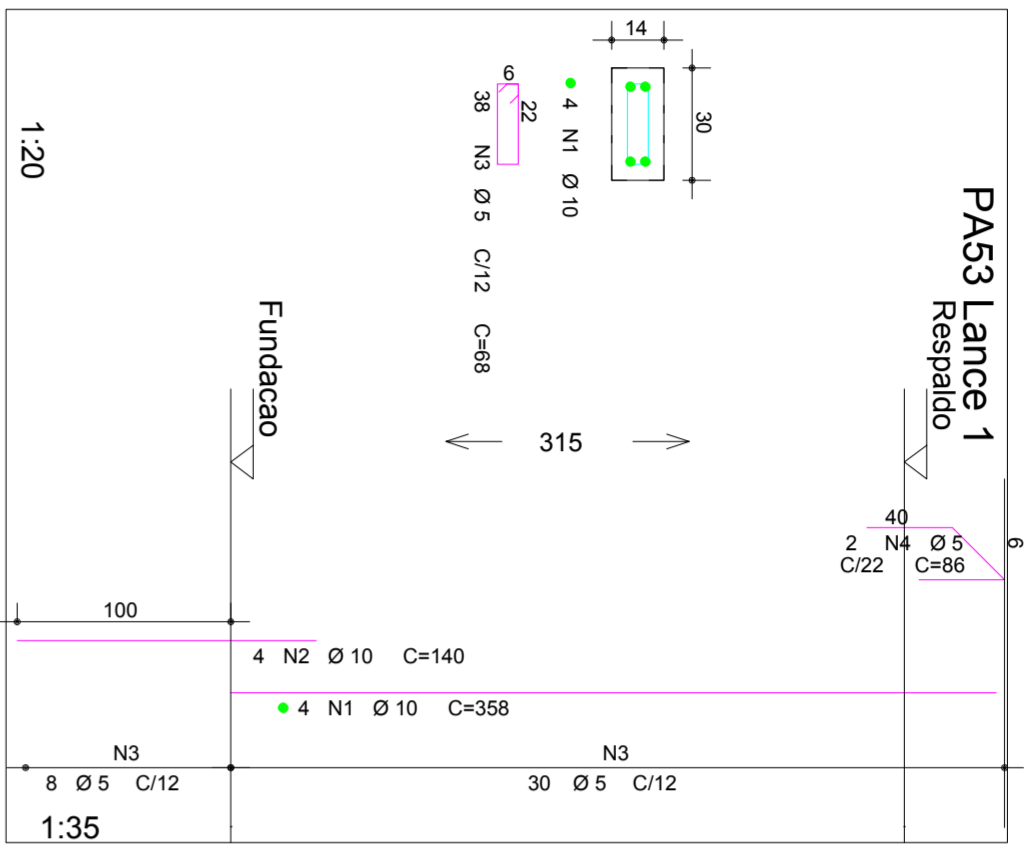 PA53 Lance 1
Respaldo
14
30
4 N1 Ø 10
6
22
38 N3 Ø 5 C/12 C=68
1:20
Fundacao
315
40
6
2 N4 Ø 5
C/22 C=86
100
4 N2 Ø 10 C=140
4 N1 Ø 10 C=358
N3
8 Ø 5 C/12
N3
30 Ø 5 C/12
1:35